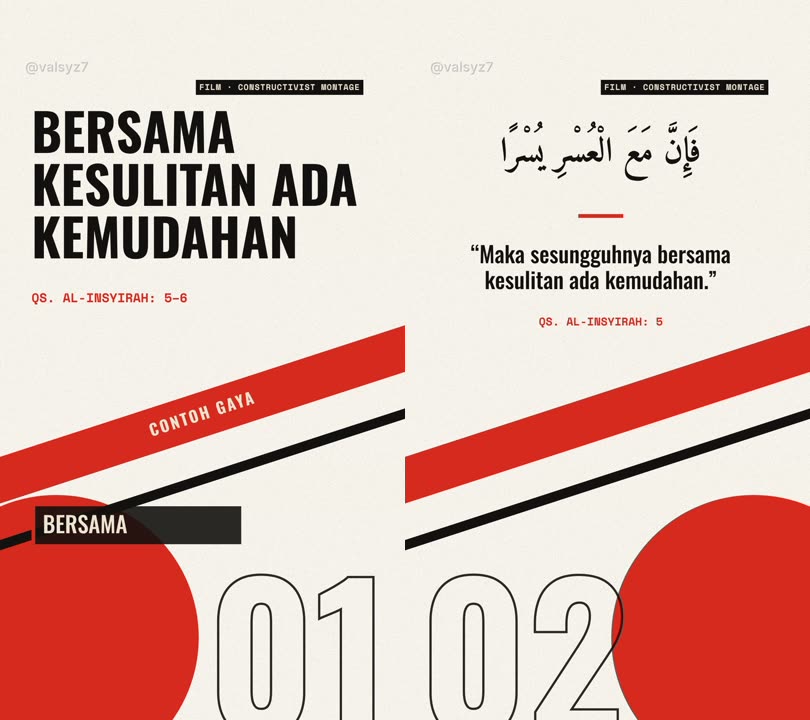 @valsyz7
FILM · CONSTRUCTIVIST MONTAGE
BERSAMA
KESULITAN ADA
KEMUDAHAN
QS. AL-INSYIRAH: 5–6
CONTOH GAYA
BERSAMA
01
@valsyz7
FILM · CONSTRUCTIVIST MONTAGE
فَإِنَّ مَعَ الْعُسْرِ يُسْرًا
“Maka sesungguhnya bersama
kesulitan ada kemudahan.”
QS. AL-INSYIRAH: 5
02